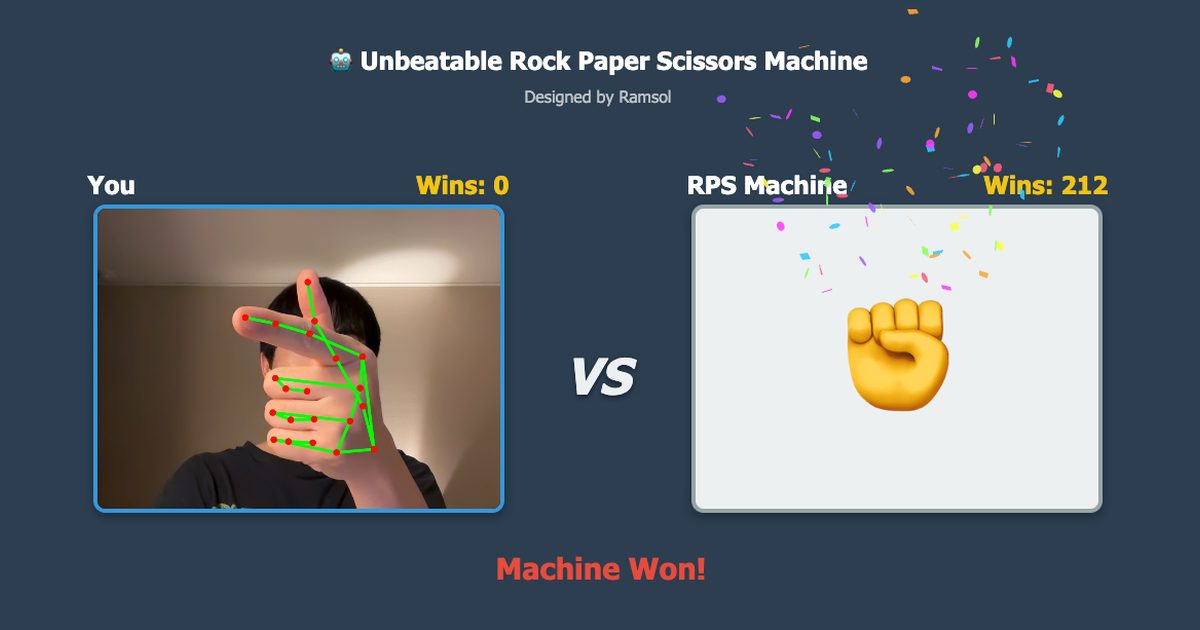 🤖 Unbeatable Rock Paper Scissors Machine
Designed by Ramsol
You Wins: 0
RPS Machine Wins: 212
VS
Machine Won!